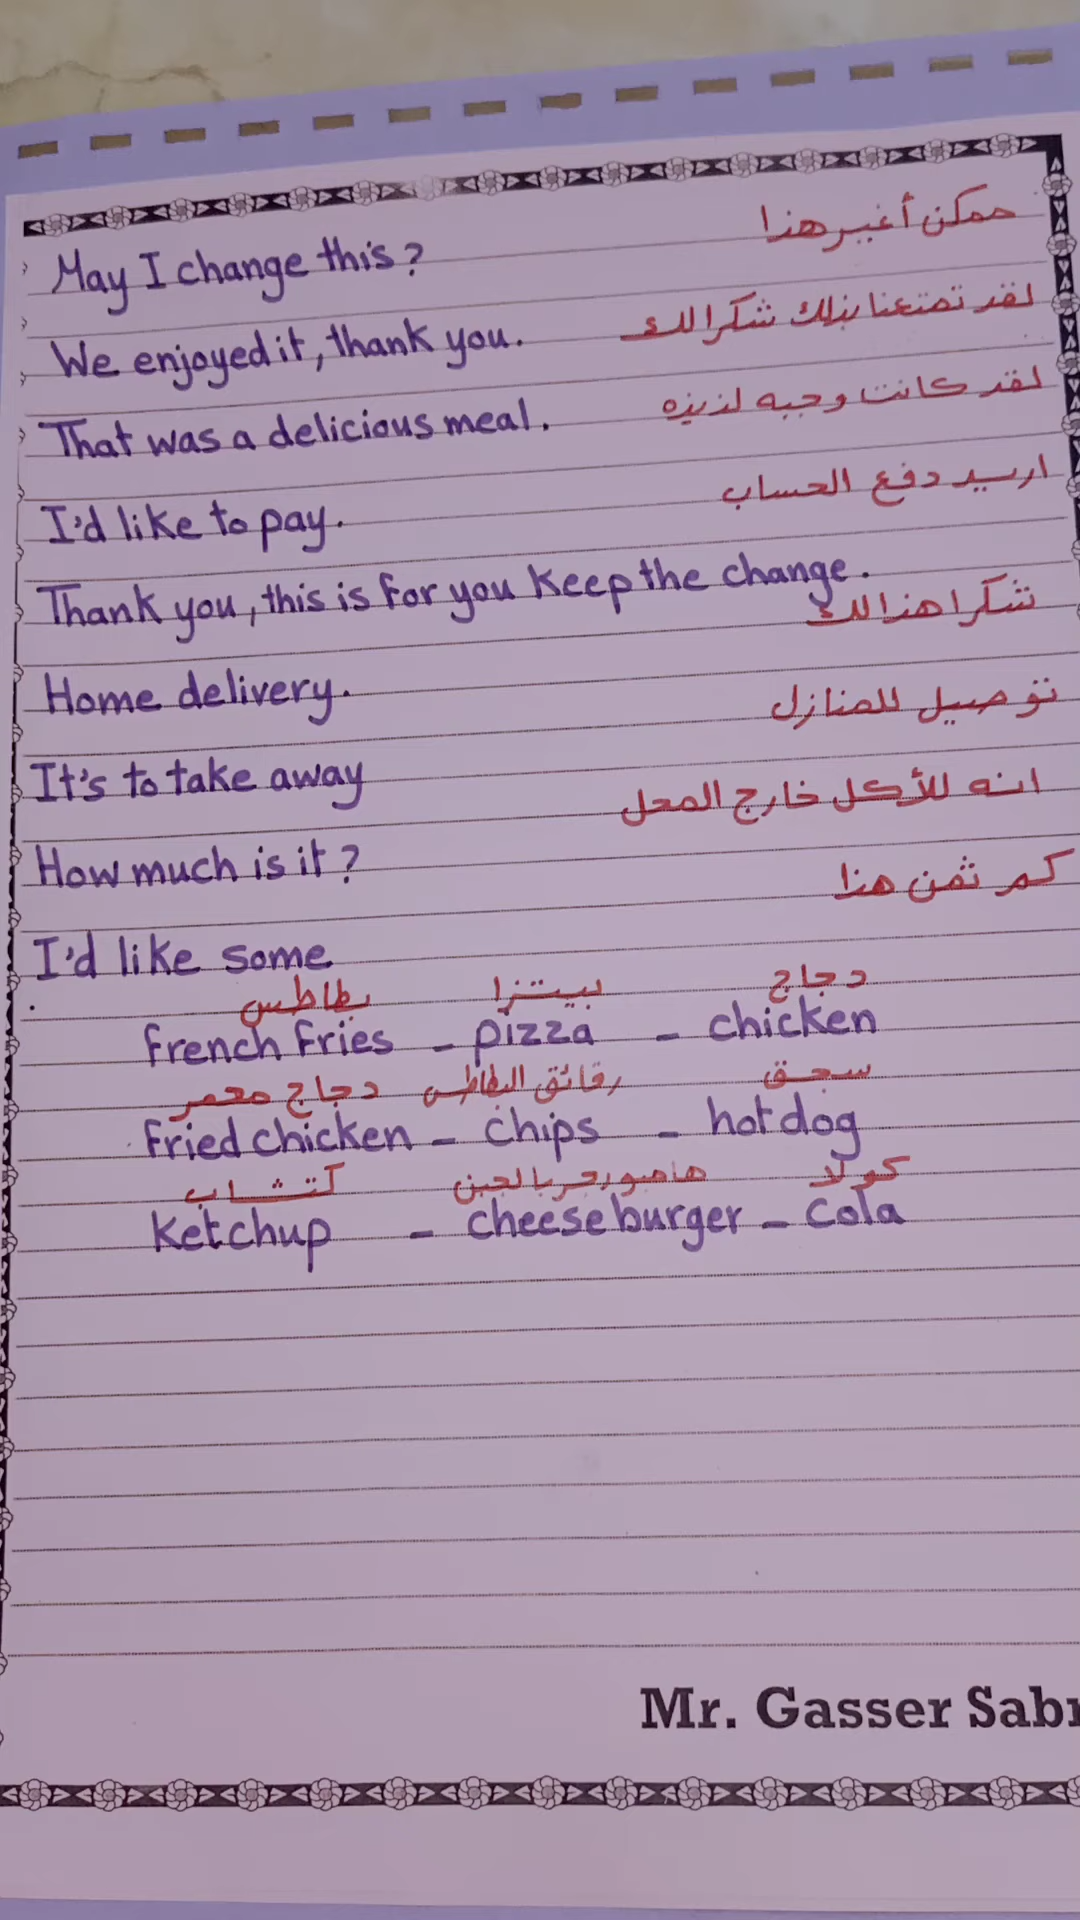 May I change this? ممكن أغير هذا
We enjoyed it, thank you. لقد تمتعنا بذلك شكرا لك
That was a delicious meal. لقد كانت وجبه لذيذه
I'd like to pay. اريد دفع الحساب
Thank you, this is for you Keep the change.
شكرا هذا لك
Home delivery. توصيل للمنازل
It's to take away انه للأكل خارج المحل
How much is it? كم ثمن هذا
I'd like some
بطاطس بيتزا دجاج
french fries - pizza - chicken
دجاج محمر رقائق البطاطس سجق
fried chicken - chips - hot dog
كتشاب هامبورجر بالجبن كولا
Ketchup - cheese burger - cola
Mr. Gasser